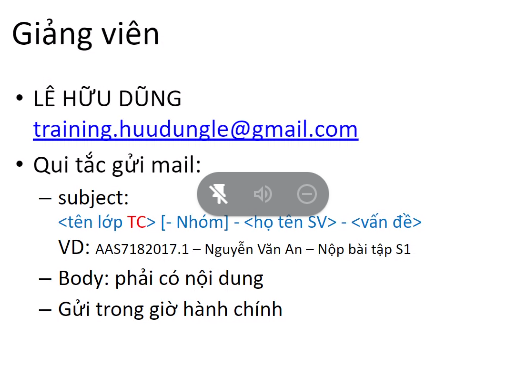 Giảng viên
• LÊ HỮU DŨNG
training.huudungle@gmail.com
• Qui tắc gửi mail:
– subject:
<tên lớp TC> [- Nhóm] - <họ tên SV> - <vấn đề>
VD: AAS7182017.1 – Nguyễn Văn An – Nộp bài tập S1
– Body: phải có nội dung
– Gửi trong giờ hành chính